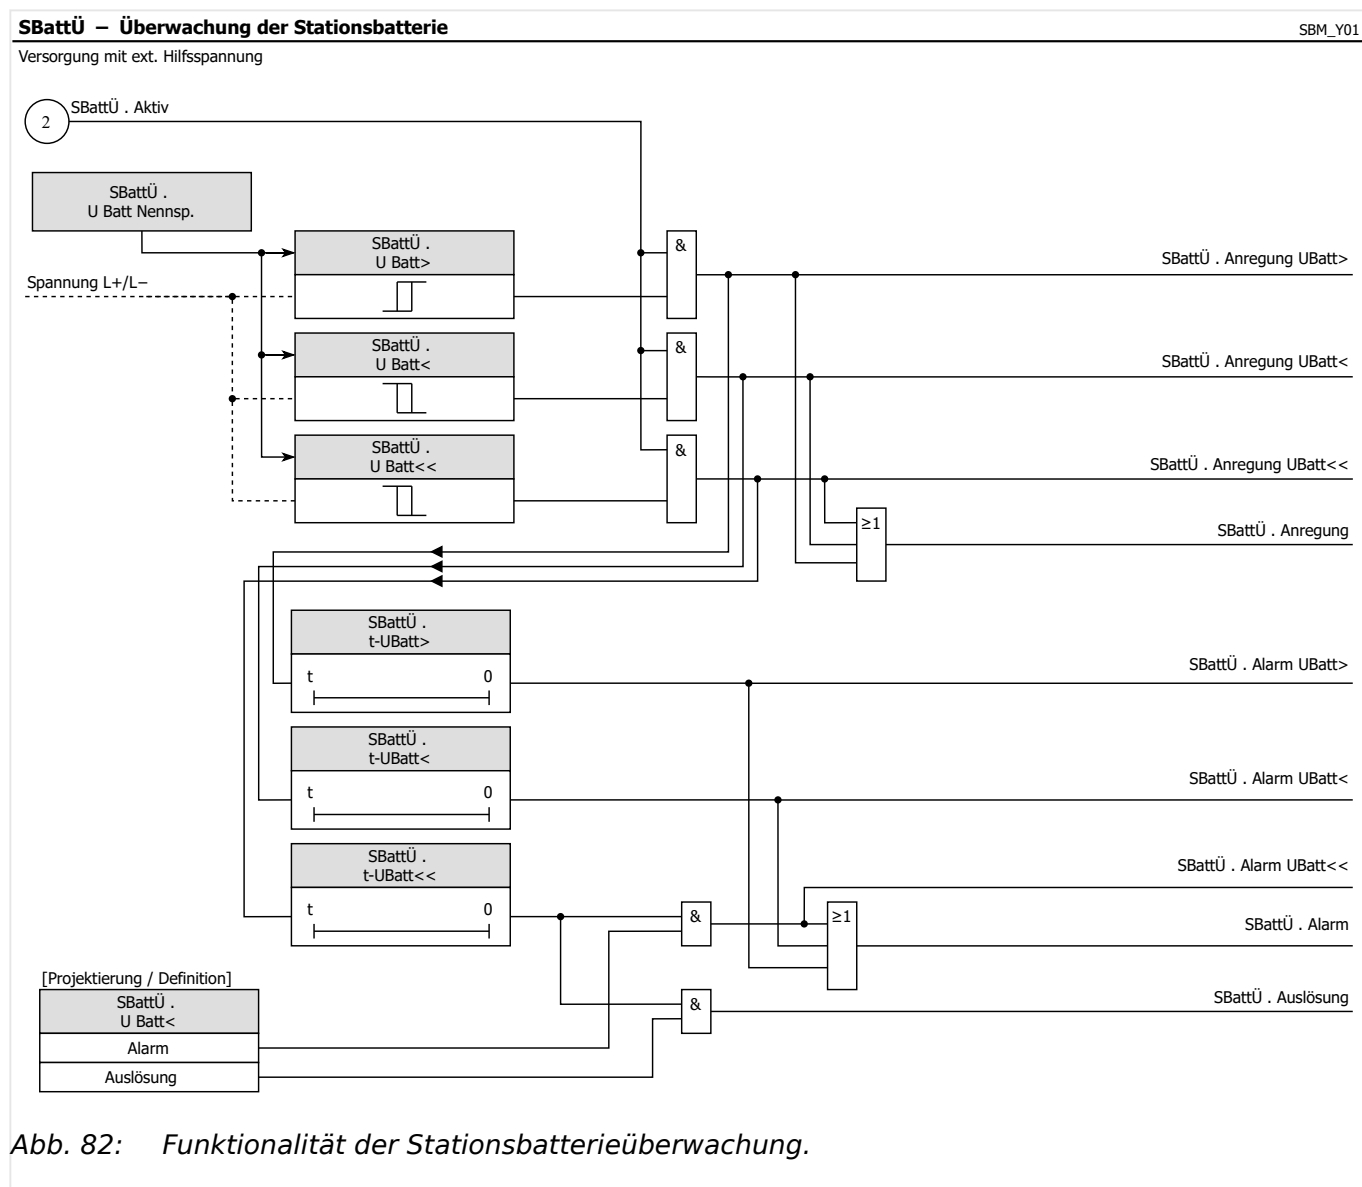 SBattÜ – Überwachung der Stationsbatterie
SBM_Y01
Versorgung mit ext. Hilfsspannung
2
SBattÜ . Aktiv
SBattÜ .
U Batt Nennsp.
Spannung L+/L–
SBattÜ .
U Batt>
&
SBattÜ . Anregung UBatt>
SBattÜ .
U Batt<
&
SBattÜ . Anregung UBatt<
SBattÜ .
U Batt<<
&
SBattÜ . Anregung UBatt<<
≥1
SBattÜ . Anregung
SBattÜ .
t-UBatt>
t 0
SBattÜ . Alarm UBatt>
SBattÜ .
t-UBatt<
t 0
SBattÜ . Alarm UBatt<
SBattÜ .
t-UBatt<<
t 0
&
SBattÜ . Alarm UBatt<<
≥1
SBattÜ . Alarm
[Projektierung / Definition]
SBattÜ .
U Batt<
Alarm
Auslösung
&
SBattÜ . Auslösung
Abb. 82: Funktionalität der Stationsbatterieüberwachung.